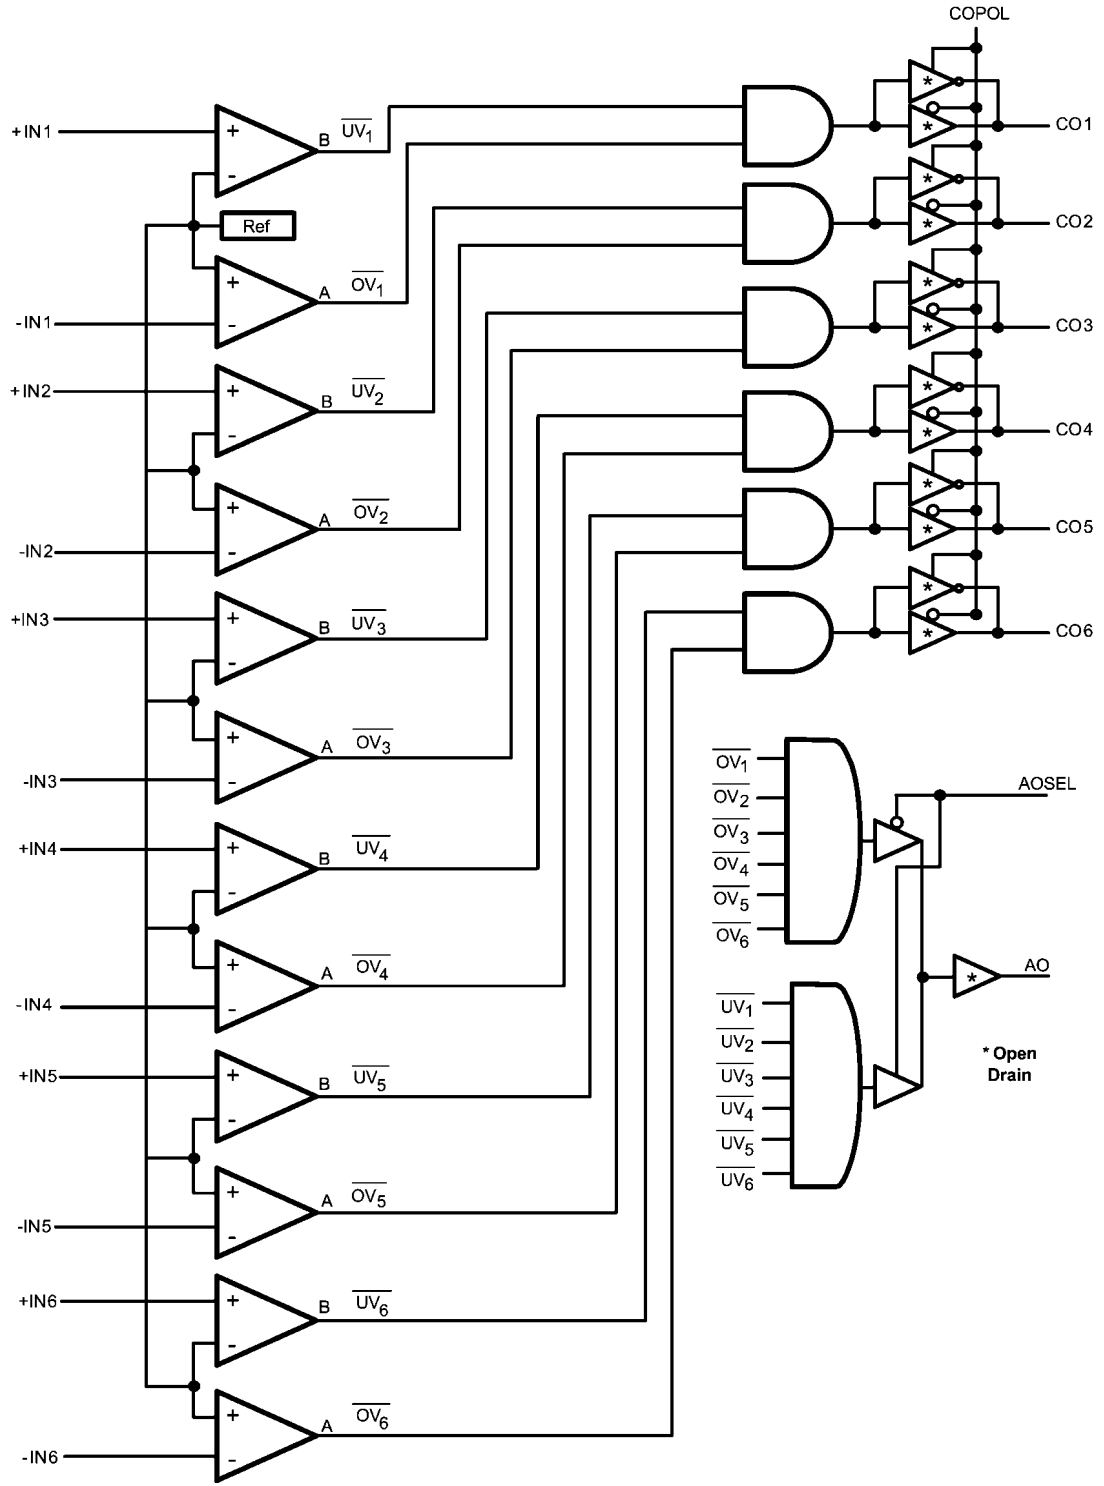 COPOL
+IN1
+
-
B
UV1
CO1
Ref
+
-
A
OV1
-IN1
CO2
+IN2
+
-
B
UV2
CO3
+
-
A
OV2
-IN2
CO4
+IN3
+
-
B
UV3
CO5
+
-
A
OV3
-IN3
CO6
* *
* *
* *
* *
* *
* *
+IN4
+
-
B
UV4
+
-
A
OV4
-IN4
+IN5
+
-
B
UV5
+
-
A
OV5
-IN5
+IN6
+
-
B
UV6
+
-
A
OV6
-IN6
OV1
OV2
OV3
OV4
OV5
OV6
AOSEL
UV1
UV2
UV3
UV4
UV5
UV6
*
AO
* Open
Drain